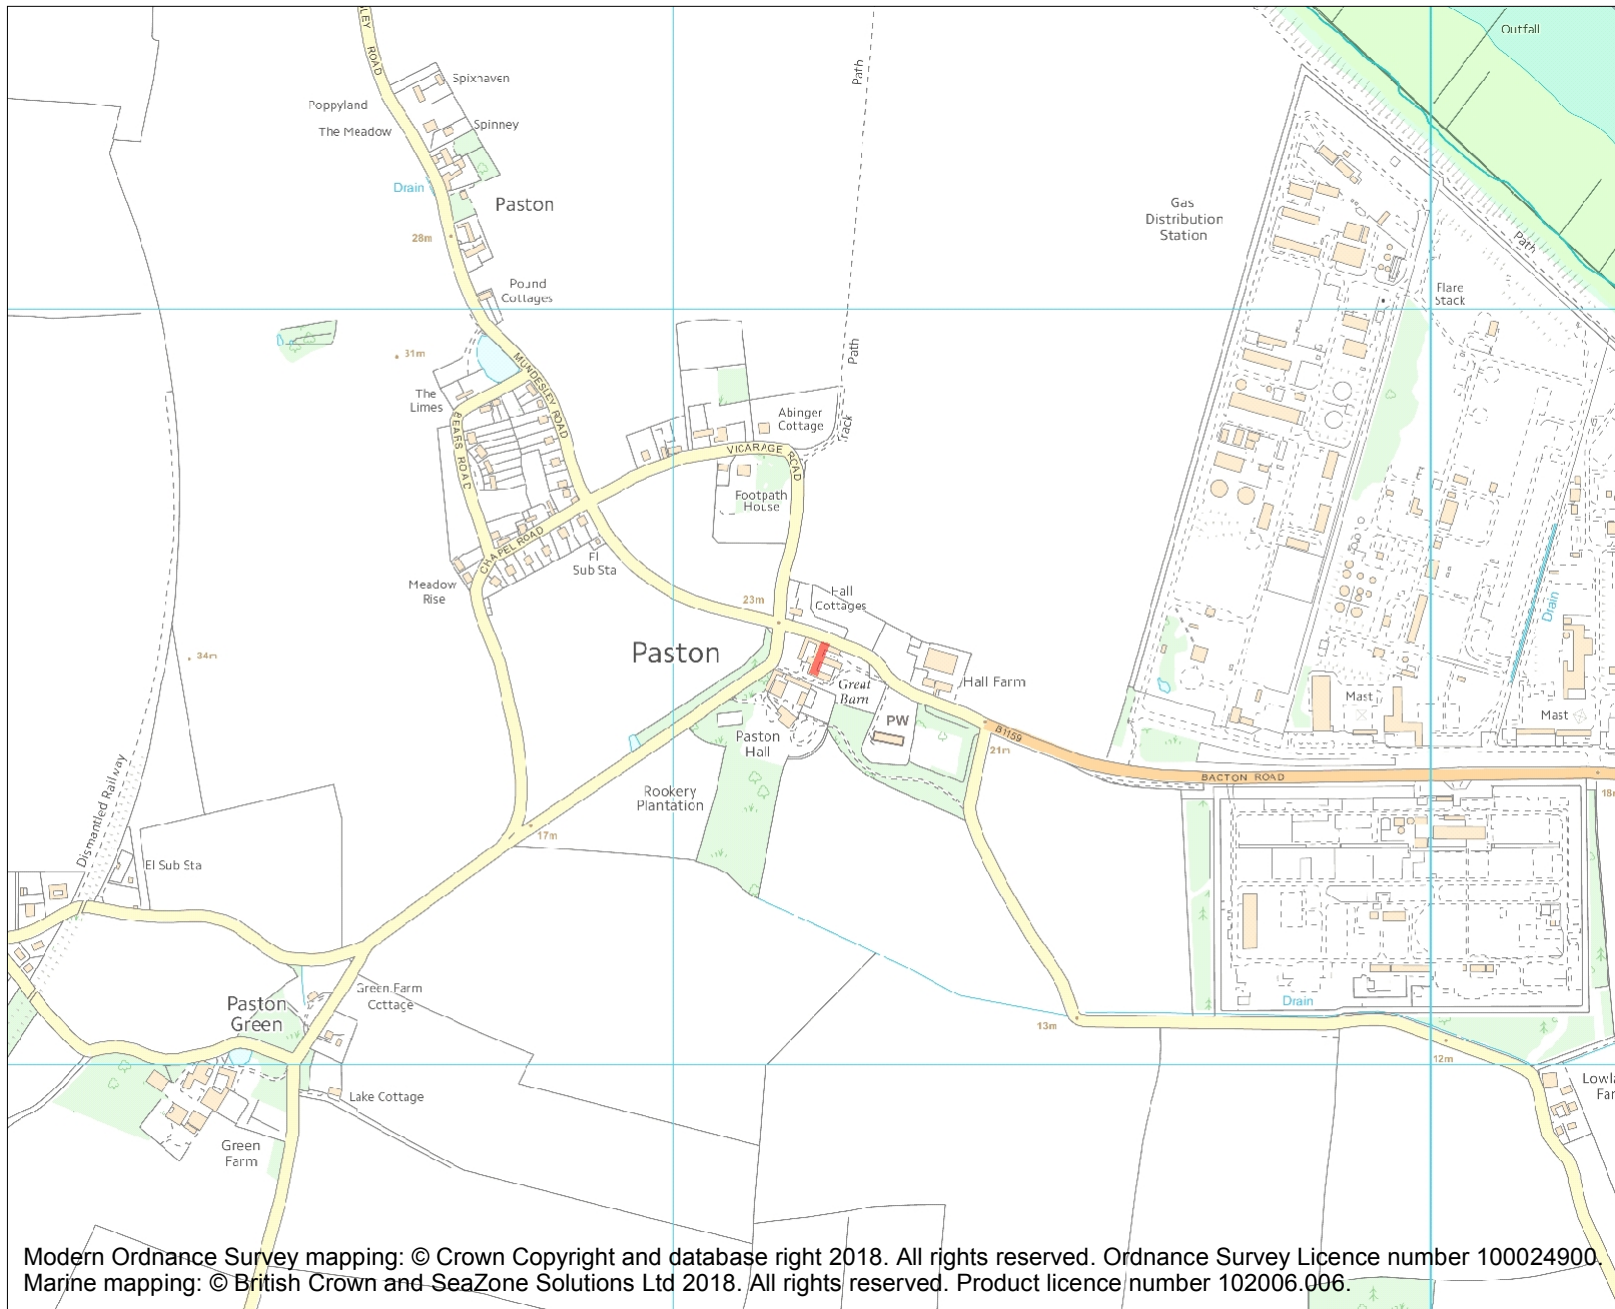 LEY ROAD
Spixhaven
Poppyland
The Meadow
Spinney
Drain
Paston
28m
Pound
Cottages
Path
Outfall
Gas
Distribution
Station
Path
Flare
Stack
31m
The
Limes
MUNDESLEY ROAD
BEARS ROAD
Path
Abinger
Cottage
Track
VICARAGE ROAD
Footpath
House
CHAPEL ROAD
El
Sub Sta
Meadow
Rise
23m
Hall
Cottages
34m
Paston
Great
Barn
Hall Farm
PW
Paston
Hall
21m
B1159
BACTON ROAD
Mast
Mast
Drain
18m
Rookery
Plantation
17m
Dismantled Railway
El Sub Sta
Green Farm
Cottage
Paston
Green
Drain
13m
12m
Lake Cottage
Green
Farm
Lowla
Far
Modern Ordnance Survey mapping: © Crown Copyright and database right 2018. All rights reserved. Ordnance Survey Licence number 100024900.
Marine mapping: © British Crown and SeaZone Solutions Ltd 2018. All rights reserved. Product licence number 102006.006.